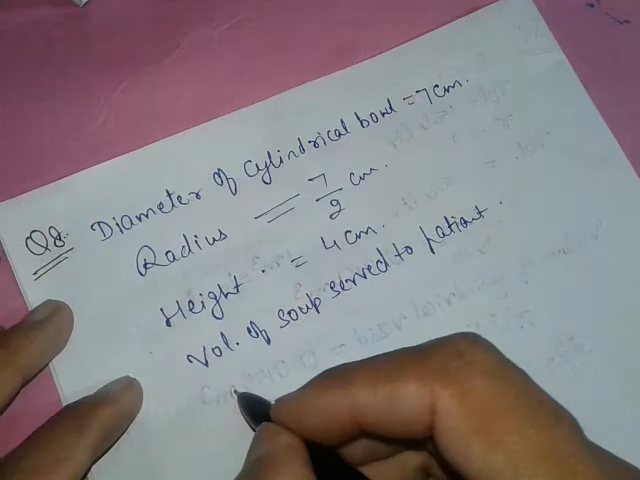 Q8. Diameter of Cylindrical bowl = 7cm.
Radius = 7/2 cm.
Height. = 4cm.
Vol. of soup served to patient.